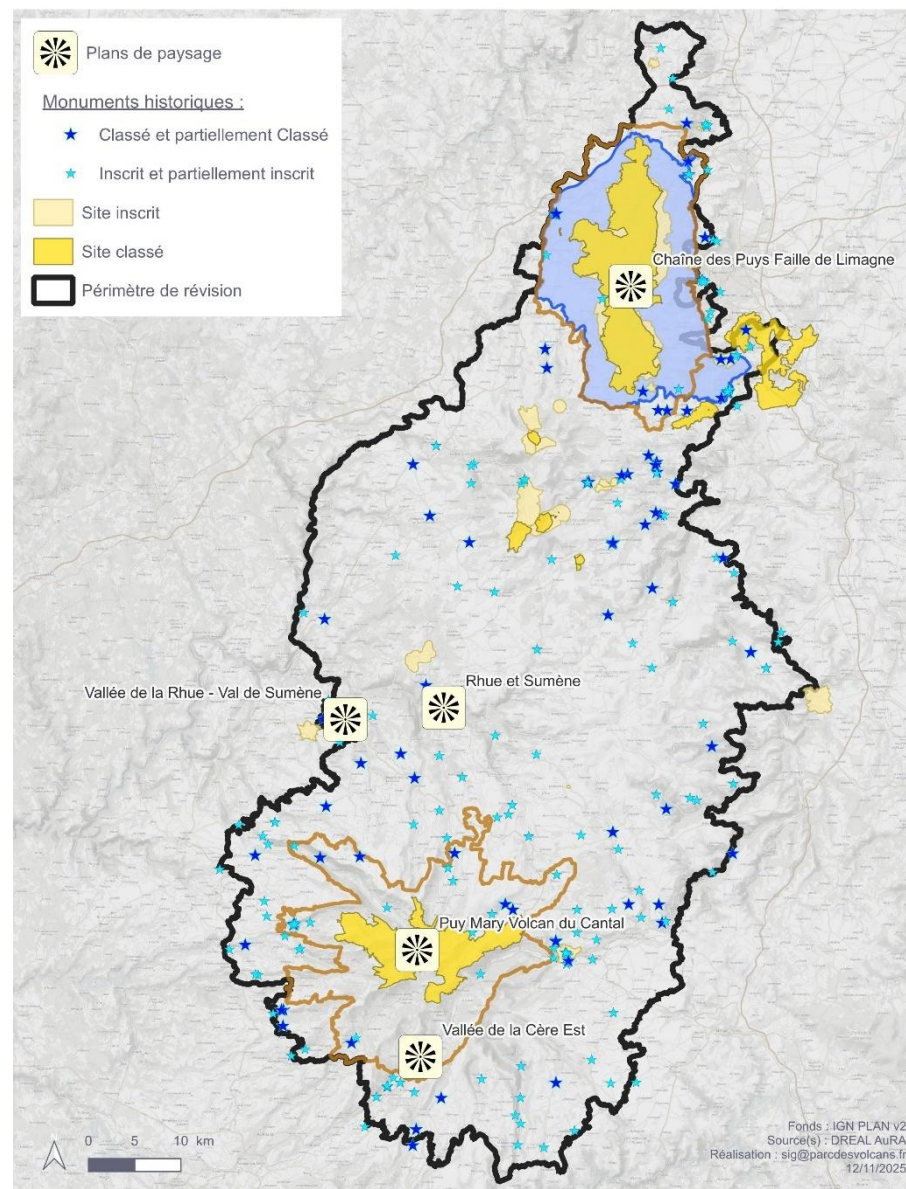 Plans de paysage
Monuments historiques :
Classé et partiellement Classé
Inscrit et partiellement inscrit
Site inscrit
Site classé
Périmètre de révision
Chaîne des Puys Faille de Limagne
Vallée de la Rhue - Val de Sumène
Rhue et Sumène
Puy Mary Volcan du Cantal
Vallée de la Cère Est
0 5 10 km
Fonds : IGN PLAN v2
Source(s) : DREAL AuRA
Réalisation : sig@parcdesvolcans.fr
12/11/2025